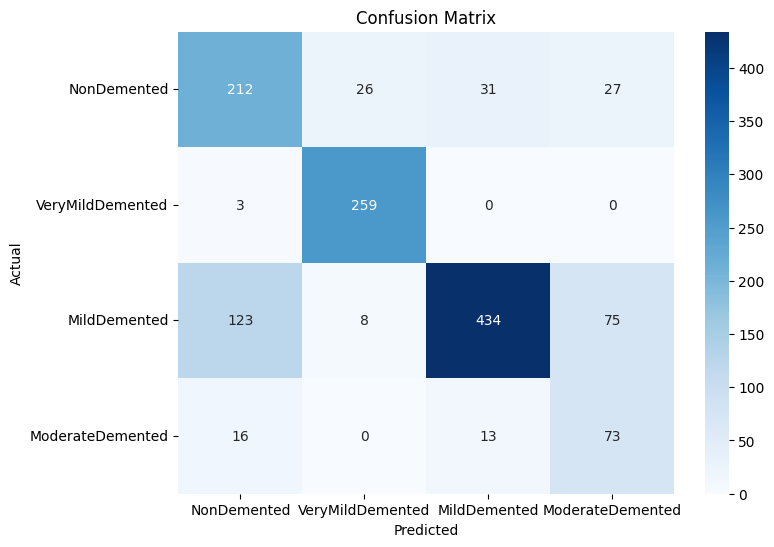 Confusion Matrix
NonDemented 212 26 31 27
VeryMildDemented 3 259 0 0
MildDemented 123 8 434 75
ModerateDemented 16 0 13 73
NonDemented VeryMildDemented MildDemented ModerateDemented
Predicted
Actual
400
350
300
250
200
150
100
50
0